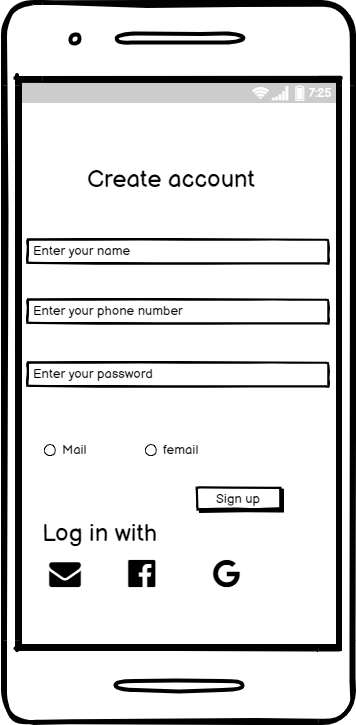 7:25
Create account
Enter your name
Enter your phone number
Enter your password
Mail femail
Sign up
Log in with